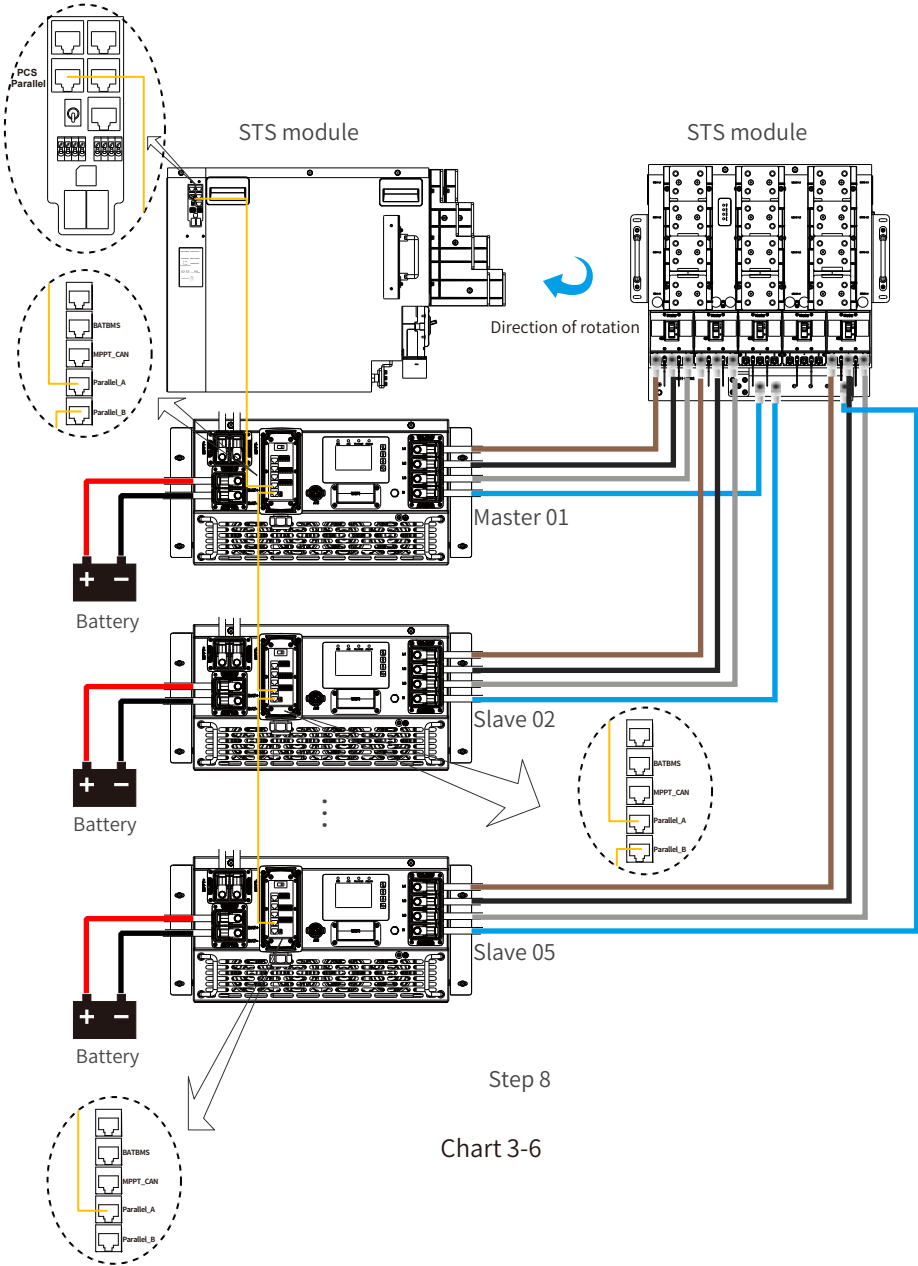 PCS
Parallel
STS module
STS module
BATBMS
MPPT_CAN
Parallel_A
Parallel_B
Direction of rotation
Master 01
+ −
Battery
Slave 02
+ −
Battery
BATBMS
MPPT_CAN
Parallel_A
Parallel_B
Slave 05
+ −
Battery
Step 8
Chart 3-6
BATBMS
MPPT_CAN
Parallel_A
Parallel_B